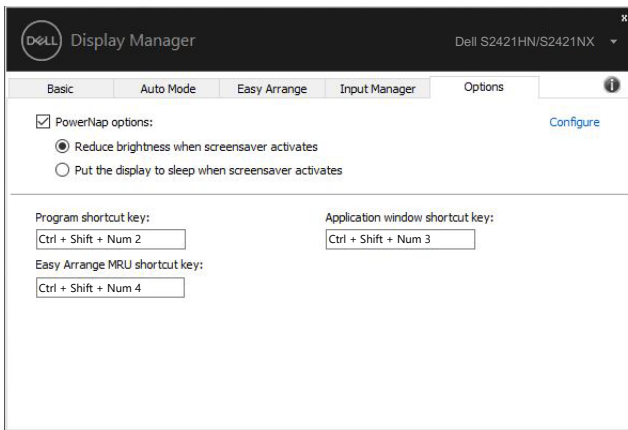 x
DELL Display Manager Dell S2421HN/S2421NX
Basic Auto Mode Easy Arrange Input Manager Options i
PowerNap options: Configure
Reduce brightness when screensaver activates
Put the display to sleep when screensaver activates
Program shortcut key: Application window shortcut key:
Ctrl + Shift + Num 2 Ctrl + Shift + Num 3
Easy Arrange MRU shortcut key:
Ctrl + Shift + Num 4